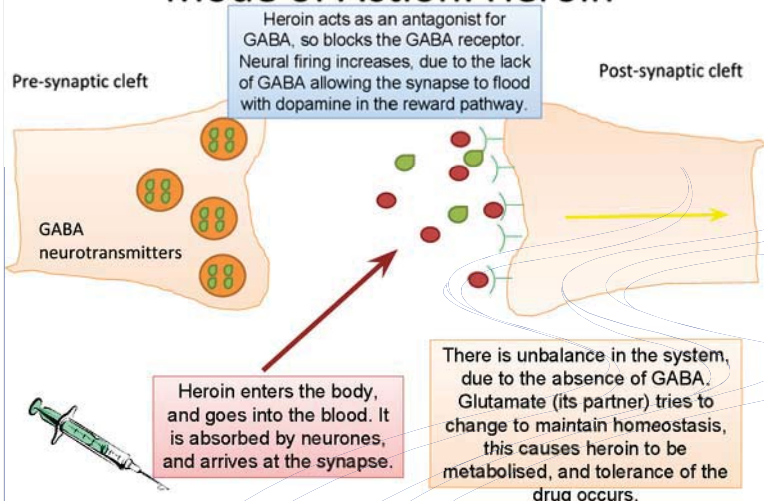 Mode of Action: Heroin
Heroin acts as an antagonist for
GABA, so blocks the GABA receptor.
Neural firing increases, due to the lack
of GABA allowing the synapse to flood
with dopamine in the reward pathway.
Pre-synaptic cleft
Post-synaptic cleft
GABA
neurotransmitters
Heroin enters the body,
and goes into the blood. It
is absorbed by neurones,
and arrives at the synapse.
There is unbalance in the system,
due to the absence of GABA.
Glutamate (its partner) tries to
change to maintain homeostasis,
this causes heroin to be
metabolised, and tolerance of the
drug occurs.